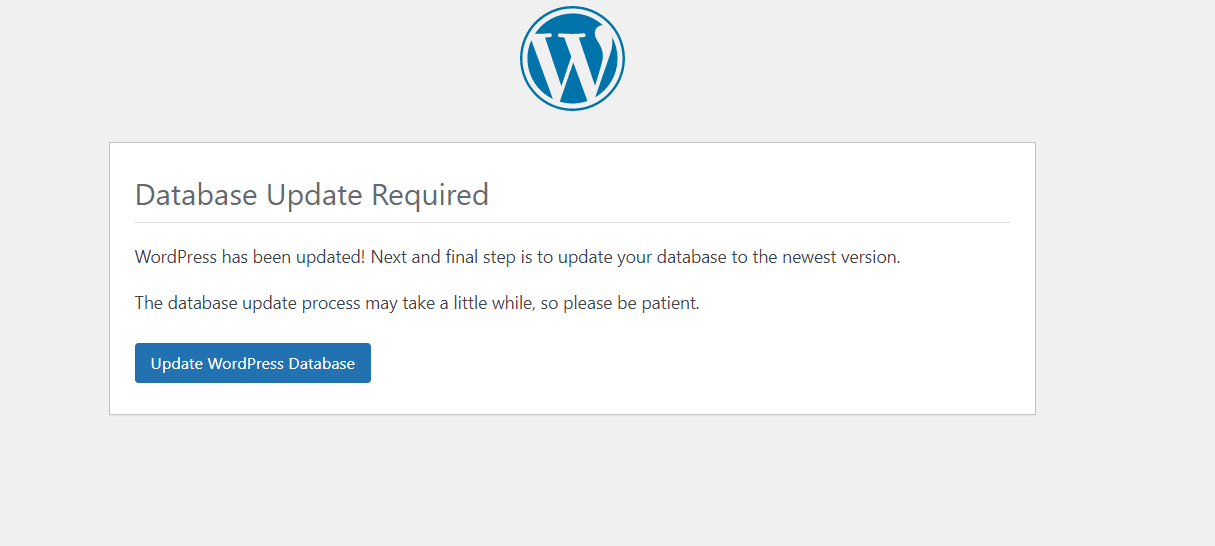 Database Update Required
WordPress has been updated! Next and final step is to update your database to the newest version.
The database update process may take a little while, so please be patient.
Update WordPress Database